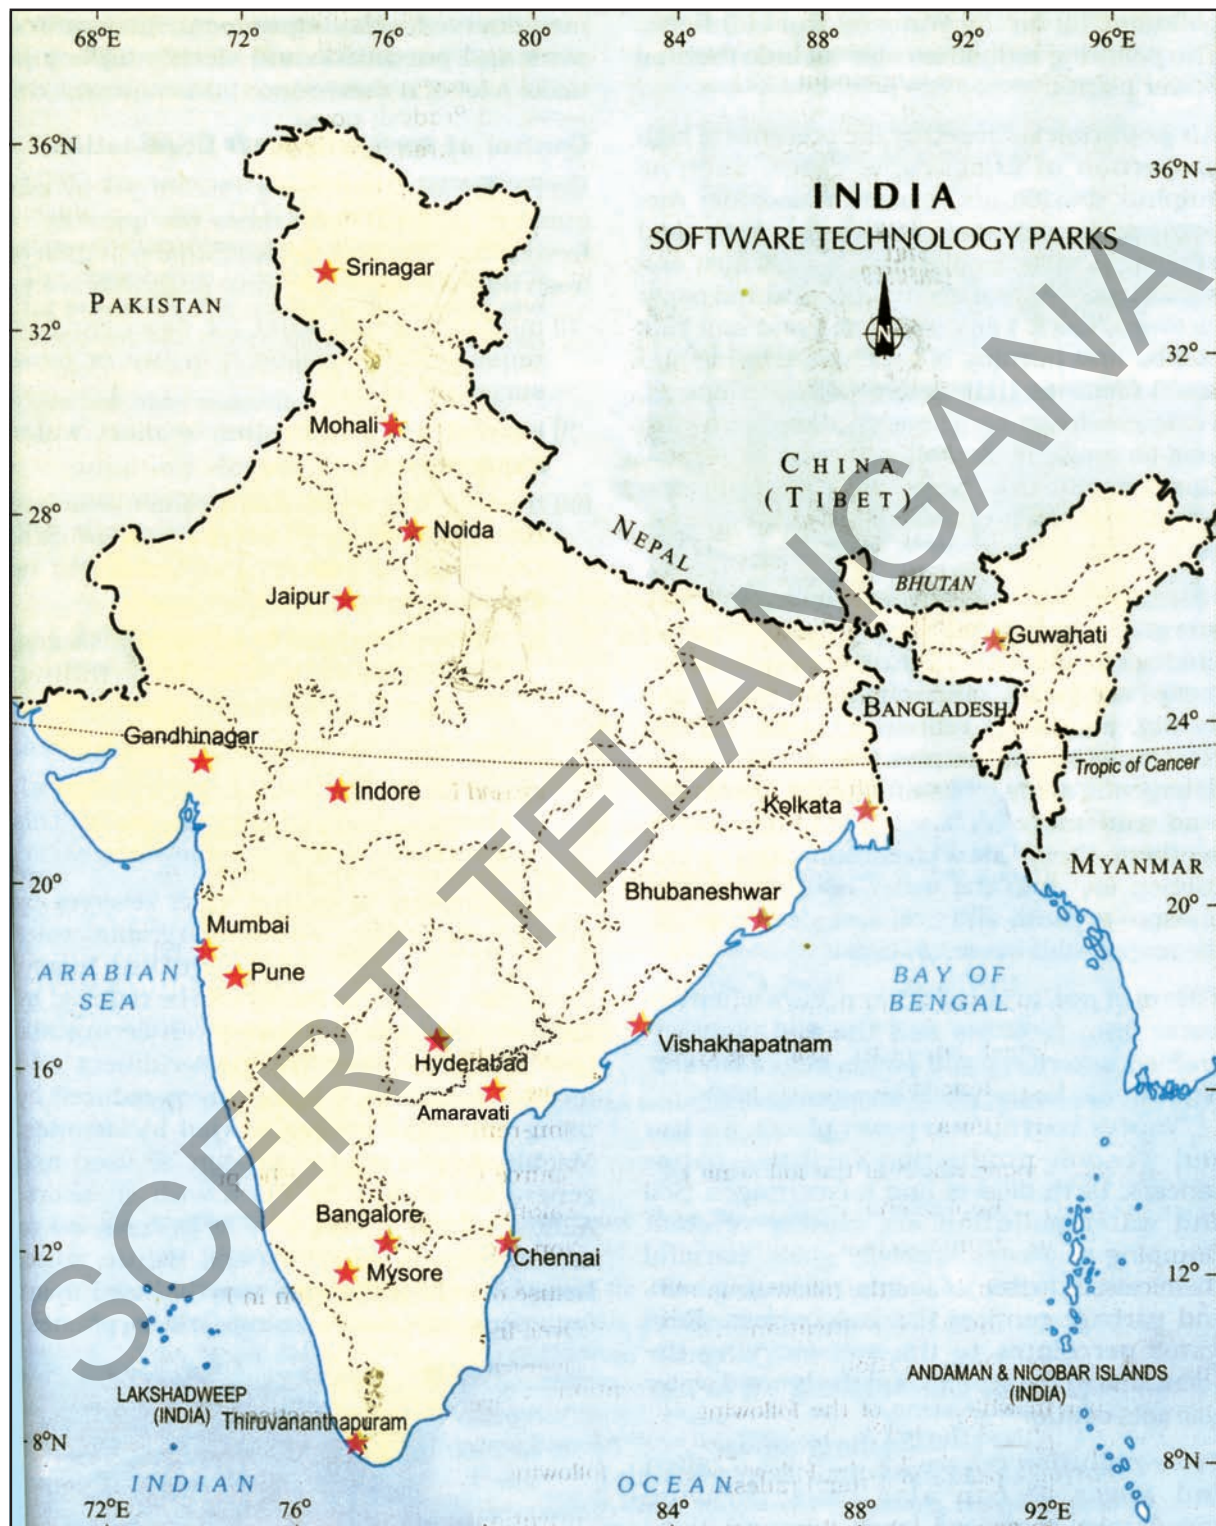 68°E
72
76
80
84
88
92
96°E
36°N
36°N
INDIA
SOFTWARE TECHNOLOGY PARKS
N
Srinagar
PAKISTAN
32°
32°
Mohali
CHINA
(TIBET)
28°
Noida
NEPAL
BHUTAN
Jaipur
Guwahati
BANGLADESH
24°
Gandhinagar
Tropic of Cancer
Indore
Kolkata
MYANMAR
20°
20°
Bhubaneshwar
Mumbai
Pune
ARABIAN
SEA
BAY OF
BENGAL
Vishakhapatnam
Hyderabad
16°
Amaravati
Bangalore
Chennai
12°
12°
Mysore
LAKSHADWEEP
(INDIA)
ANDAMAN & NICOBAR ISLANDS
(INDIA)
Thiruvananthapuram
8°N
8°N
INDIAN
OCEAN
72°E
76
84
88°
92°E
SCERT TELANGANA